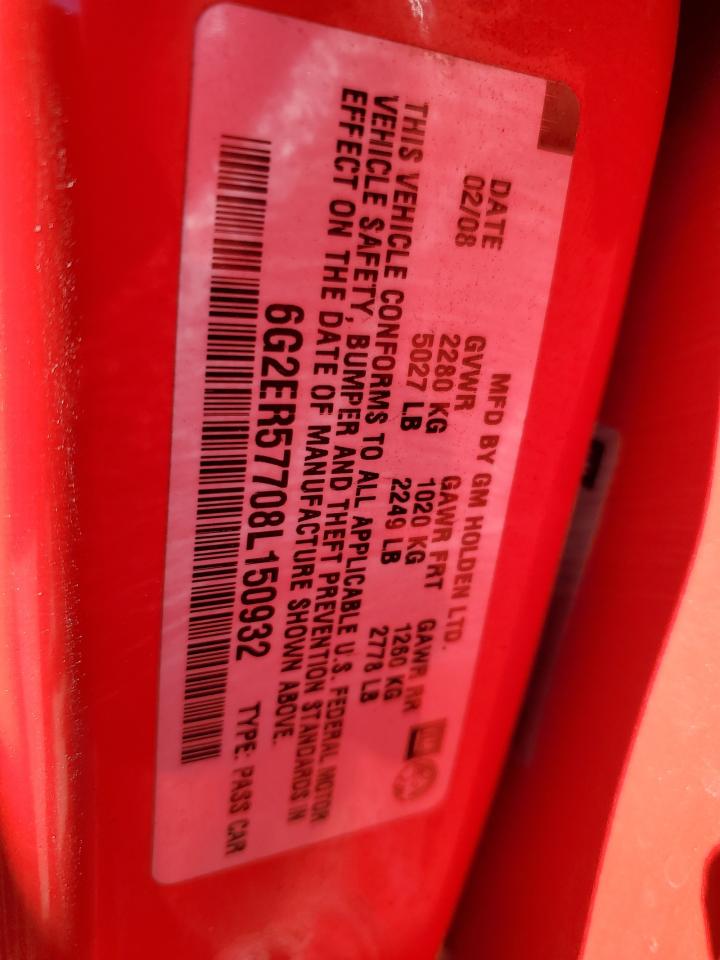 MFD BY GM HOLDEN LTD.
DATE GVWR GAWR FRT GAWR RR
02/08 2280 KG 1020 KG 1260 KG
5027 LB 2249 LB 2778 LB
THIS VEHICLE CONFORMS TO ALL APPLICABLE U.S. FEDERAL MOTOR
VEHICLE SAFETY, BUMPER AND THEFT PREVENTION STANDARDS IN
EFFECT ON THE DATE OF MANUFACTURE SHOWN ABOVE.
6G2ER57708L150932 TYPE: PASS CAR